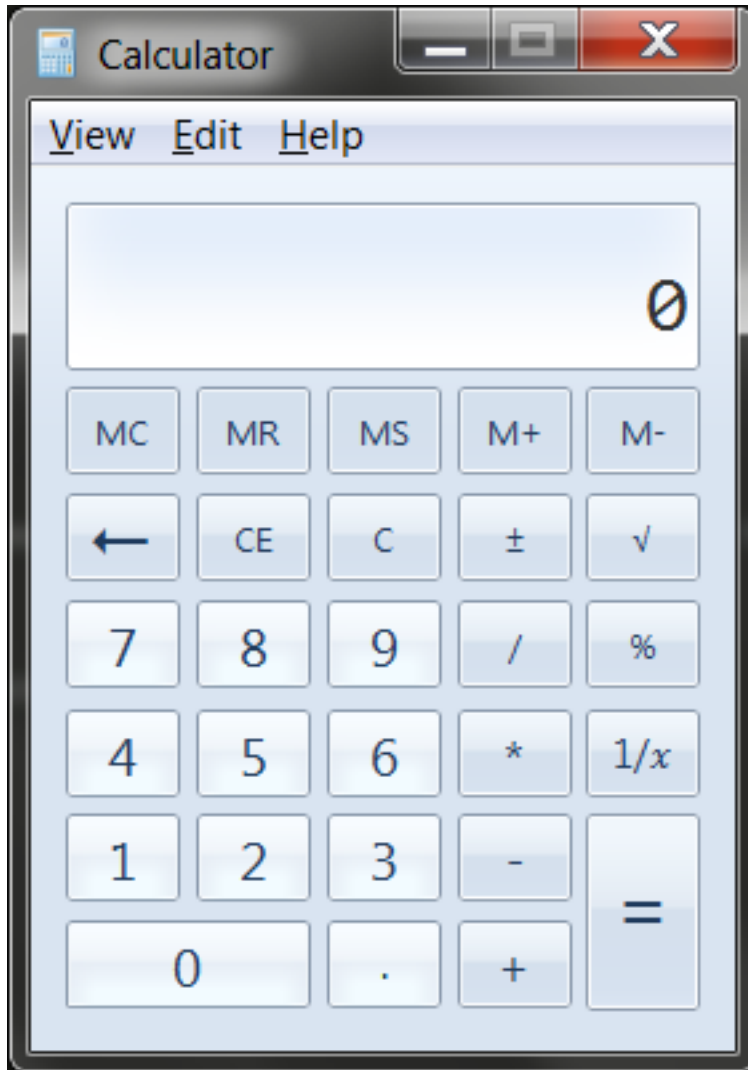 Calculator
View Edit Help
0
MC MR MS M+ M-
← CE C ± √
7 8 9 / %
4 5 6 * 1/x
1 2 3 - =
0 . +